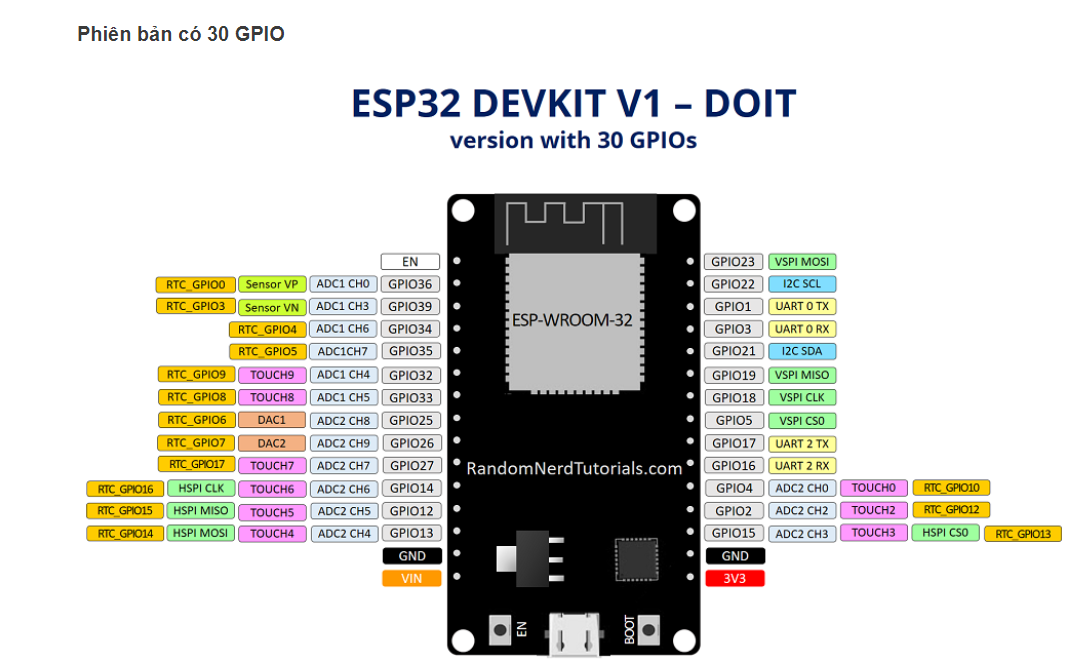 Phiên bản có 30 GPIO
ESP32 DEVKIT V1 – DOIT
version with 30 GPIOs
EN GPIO23 VSPI MOSI
RTC_GPIO0 Sensor VP ADC1 CH0 GPIO36 GPIO22 I2C SCL
RTC_GPIO3 Sensor VN ADC1 CH3 GPIO39 GPIO1 UART 0 TX
RTC_GPIO4 ADC1 CH6 GPIO34 GPIO3 UART 0 RX
ESP-WROOM-32
RTC_GPIO5 ADC1CH7 GPIO35 GPIO21 I2C SDA
RTC_GPIO9 TOUCH9 ADC1 CH4 GPIO32 GPIO19 VSPI MISO
RTC_GPIO8 TOUCH8 ADC1 CH5 GPIO33 GPIO18 VSPI CLK
RTC_GPIO6 DAC1 ADC2 CH8 GPIO25 GPIO5 VSPI CS0
RTC_GPIO7 DAC2 ADC2 CH9 GPIO26 GPIO17 UART 2 TX
RTC_GPIO17 TOUCH7 ADC2 CH7 GPIO27 RandomNerdTutorials.com GPIO16 UART 2 RX
RTC_GPIO16 HSPI CLK TOUCH6 ADC2 CH6 GPIO14 GPIO4 ADC2 CH0 TOUCH0 RTC_GPIO10
RTC_GPIO15 HSPI MISO TOUCH5 ADC2 CH5 GPIO12 GPIO2 ADC2 CH2 TOUCH2 RTC_GPIO12
RTC_GPIO14 HSPI MOSI TOUCH4 ADC2 CH4 GPIO13 GPIO15 ADC2 CH3 TOUCH3 HSPI CS0 RTC_GPIO13
GND GND
VIN 3V3
EN BOOT